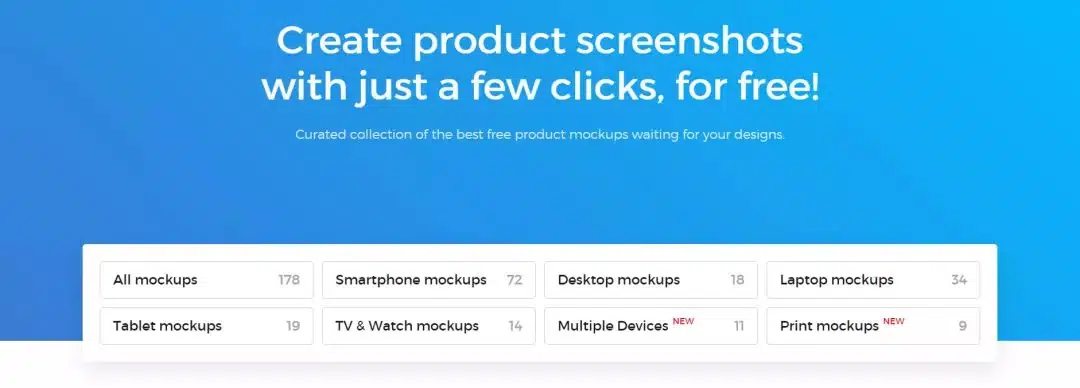 Create product screenshots
with just a few clicks, for free!
Curated collection of the best free product mockups waiting for your designs.
All mockups 178 Smartphone mockups 72 Desktop mockups 18 Laptop mockups 34
Tablet mockups 19 TV & Watch mockups 14 Multiple Devices NEW 11 Print mockups NEW 9